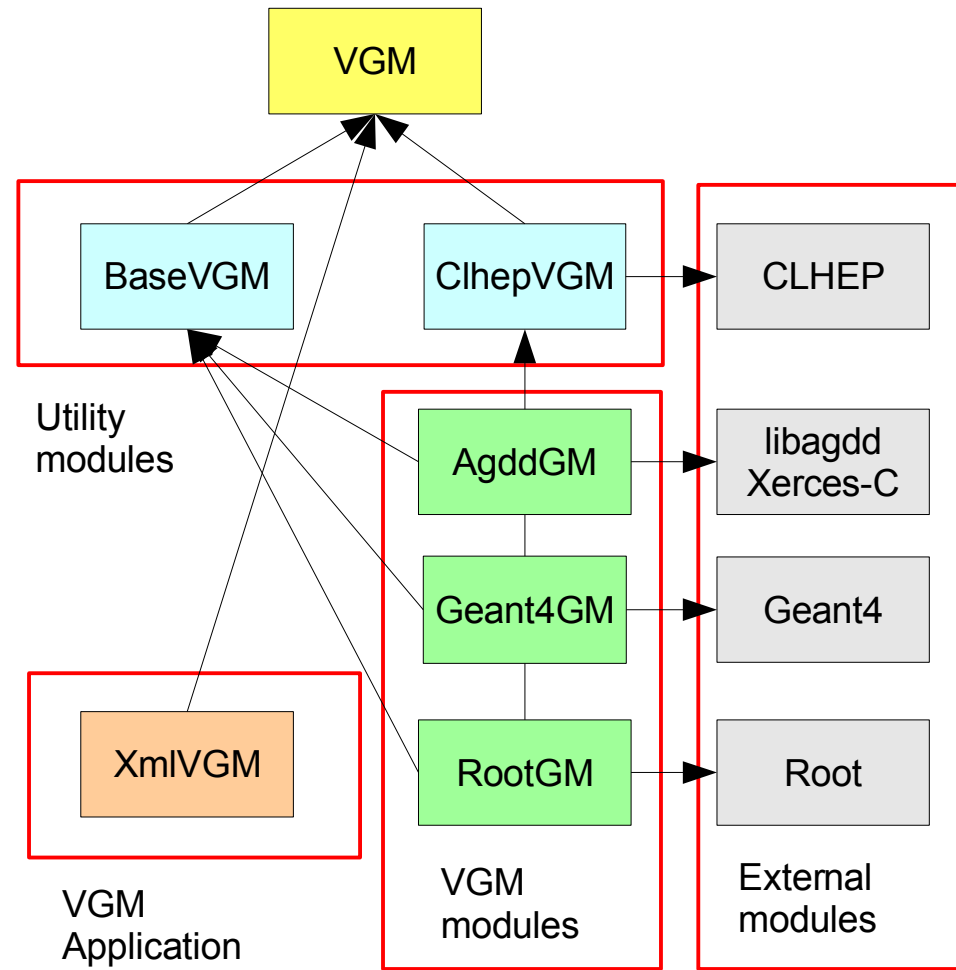 VGM
BaseVGM
ClhepVGM
CLHEP
Utility
modules
AgddGM
libagdd
Xerces-C
Geant4GM
Geant4
XmlVGM
RootGM
Root
VGM
Application
VGM
modules
External
modules